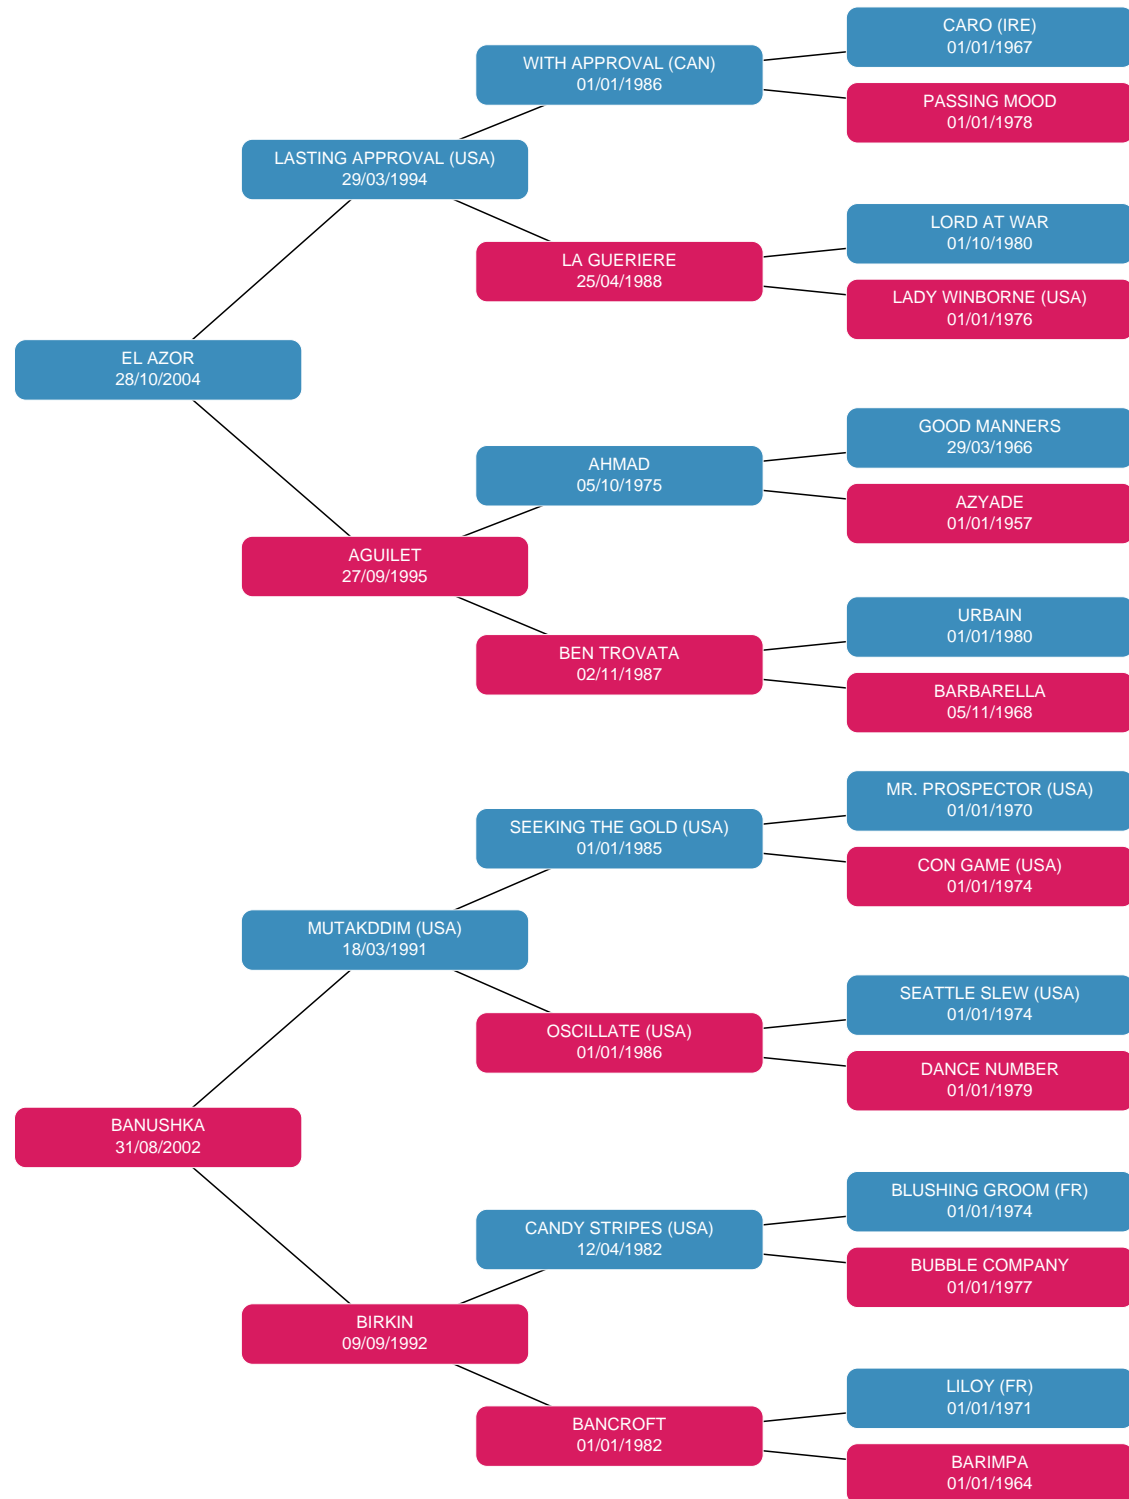 CARO (IRE)
01/01/1967
WITH APPROVAL (CAN)
01/01/1986
PASSING MOOD
01/01/1978
LASTING APPROVAL (USA)
29/03/1994
LORD AT WAR
01/10/1980
LA GUERIERE
25/04/1988
LADY WINBORNE (USA)
01/01/1976
EL AZOR
28/10/2004
GOOD MANNERS
29/03/1966
AHMAD
05/10/1975
AZYADE
01/01/1957
AGUILET
27/09/1995
URBAIN
01/01/1980
BEN TROVATA
02/11/1987
BARBARELLA
05/11/1968
MR. PROSPECTOR (USA)
01/01/1970
SEEKING THE GOLD (USA)
01/01/1985
CON GAME (USA)
01/01/1974
MUTAKDDIM (USA)
18/03/1991
SEATTLE SLEW (USA)
01/01/1974
OSCILLATE (USA)
01/01/1986
DANCE NUMBER
01/01/1979
BANUSHKA
31/08/2002
BLUSHING GROOM (FR)
01/01/1974
CANDY STRIPES (USA)
12/04/1982
BUBBLE COMPANY
01/01/1977
BIRKIN
09/09/1992
LILOY (FR)
01/01/1971
BANCROFT
01/01/1982
BARIMPA
01/01/1964